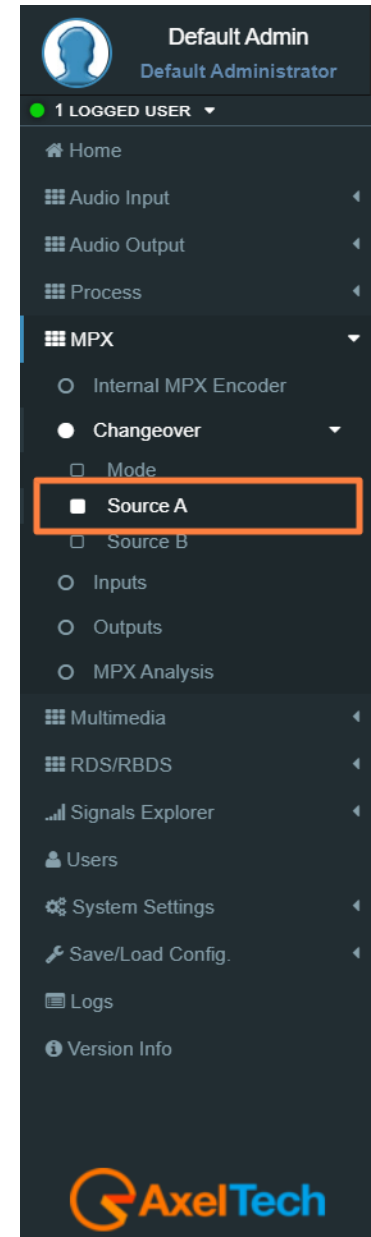 Default Admin
Default Administrator
1 LOGGED USER
Home
Audio Input
Audio Output
Process
MPX
Internal MPX Encoder
Changeover
Mode
Source A
Source B
Inputs
Outputs
MPX Analysis
Multimedia
RDS/RBDS
Signals Explorer
Users
System Settings
Save/Load Config.
Logs
Version Info
AxelTech